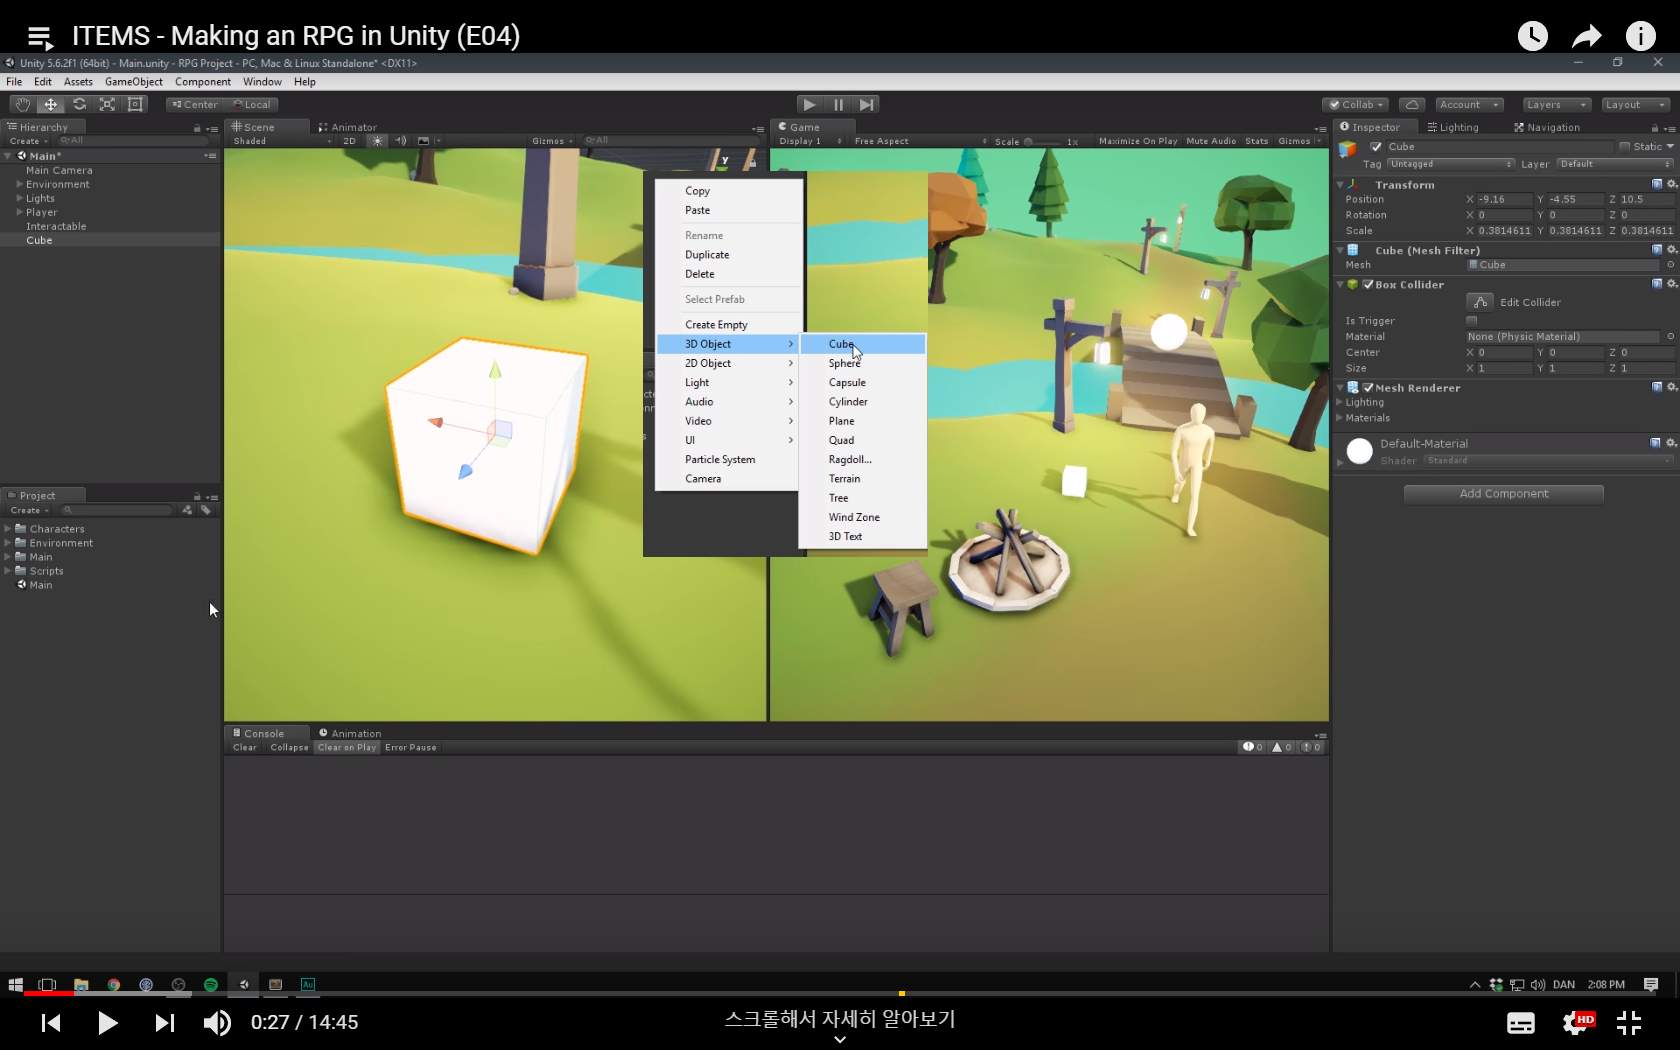 ITEMS - Making an RPG in Unity (E04)
Unity 5.6.2f1 (64bit) - Main.unity - RPG Project - PC, Mac & Linux Standalone* <DX11>
File Edit Assets GameObject Component Window Help
Center Local
Collab Account Layers Layout
Hierarchy
Create All
Main*
Main Camera
Environment
Lights
Player
Interactable
Cube
Scene Animator
Shaded 2D Gizmos All
y
Copy
Paste
Rename
Duplicate
Delete
Select Prefab
Create Empty
3D Object
2D Object
Light
Audio
Video
UI
Particle System
Camera
Cube
Sphere
Capsule
Cylinder
Plane
Quad
Ragdoll...
Terrain
Tree
Wind Zone
3D Text
Game
Display 1 Free Aspect Scale 1x Maximize On Play Mute Audio Stats Gizmos
Inspector Lighting Navigation
Cube Static
Tag Untagged Layer Default
Transform
Position X -9.16 Y -4.55 Z 10.5
Rotation X 0 Y 0 Z 0
Scale X 0.3814611 Y 0.3814611 Z 0.3814611
Cube (Mesh Filter)
Mesh Cube
Box Collider
Edit Collider
Is Trigger
Material None (Physic Material)
Center X 0 Y 0 Z 0
Size X 1 Y 1 Z 1
Mesh Renderer
Lighting
Materials
Default-Material
Shader Standard
Add Component
Project
Create
Characters
Environment
Main
Scripts
Main
Console Animation
Clear Collapse Clear on Play Error Pause
0 0 0
Au
DAN 2:08 PM
0:27 / 14:45
스크롤해서 자세히 알아보기
HD